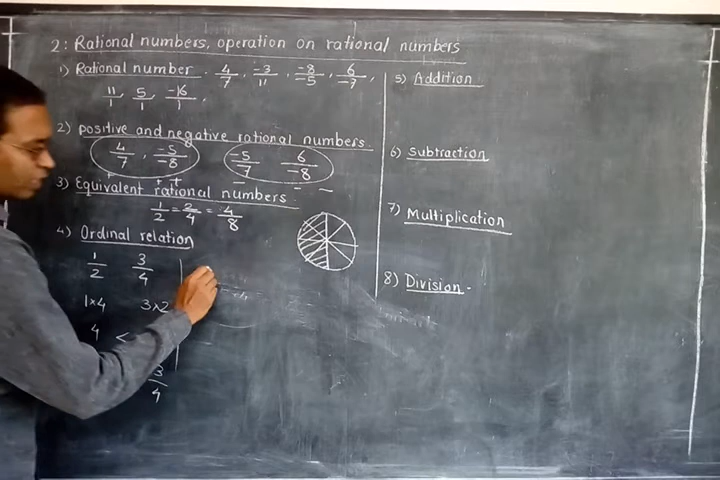 2: Rational numbers, operation on rational numbers
1) Rational number. 4/7, -3/11, -8/-5, 6/-7,
11/1, 5/1, -16/1,
2) positive and negative rational numbers
4/7, -5/-8 -5/7 6/-8
+ + + - - -
3) Equivalent rational numbers.
1/2 = 2/4 = 4/8
4) Ordinal relation
1/2 3/4
1×4 3×2
4 <
3/4
5) Addition
6) Subtraction
7) Multiplication
8) Division.